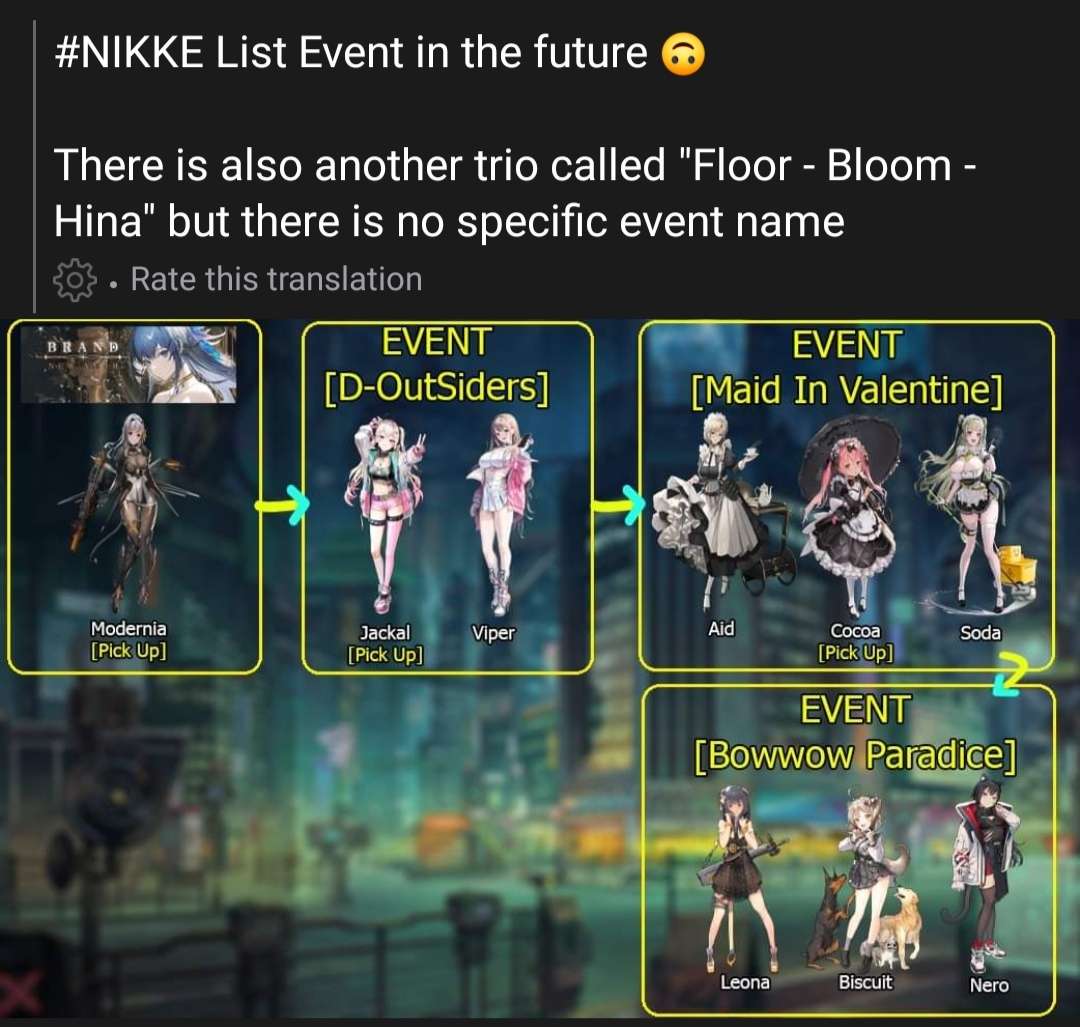 #NIKKE List Event in the future 🙃
There is also another trio called "Floor - Bloom -
Hina" but there is no specific event name
· Rate this translation
BRAND
Modernia
[Pick Up]
EVENT
[D-OutSiders]
Jackal
[Pick Up]
Viper
EVENT
[Maid In Valentine]
Aid
Cocoa
[Pick Up]
Soda
EVENT
[Bowwow Paradice]
Leona
Biscuit
Nero